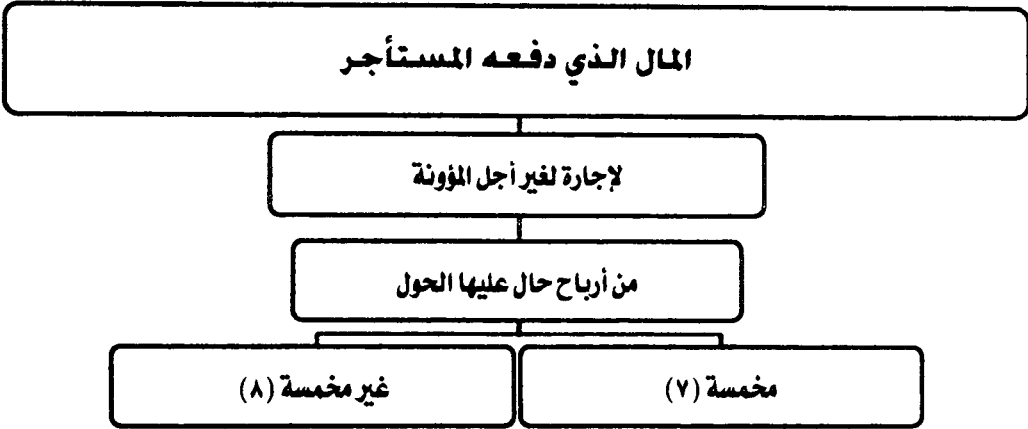 المال الذي دفعه المستأجر
لإجارة لغير أجل المؤونة
من أرباح حال عليها الحول
مخمسة (٧)
غير مخمسة (٨)